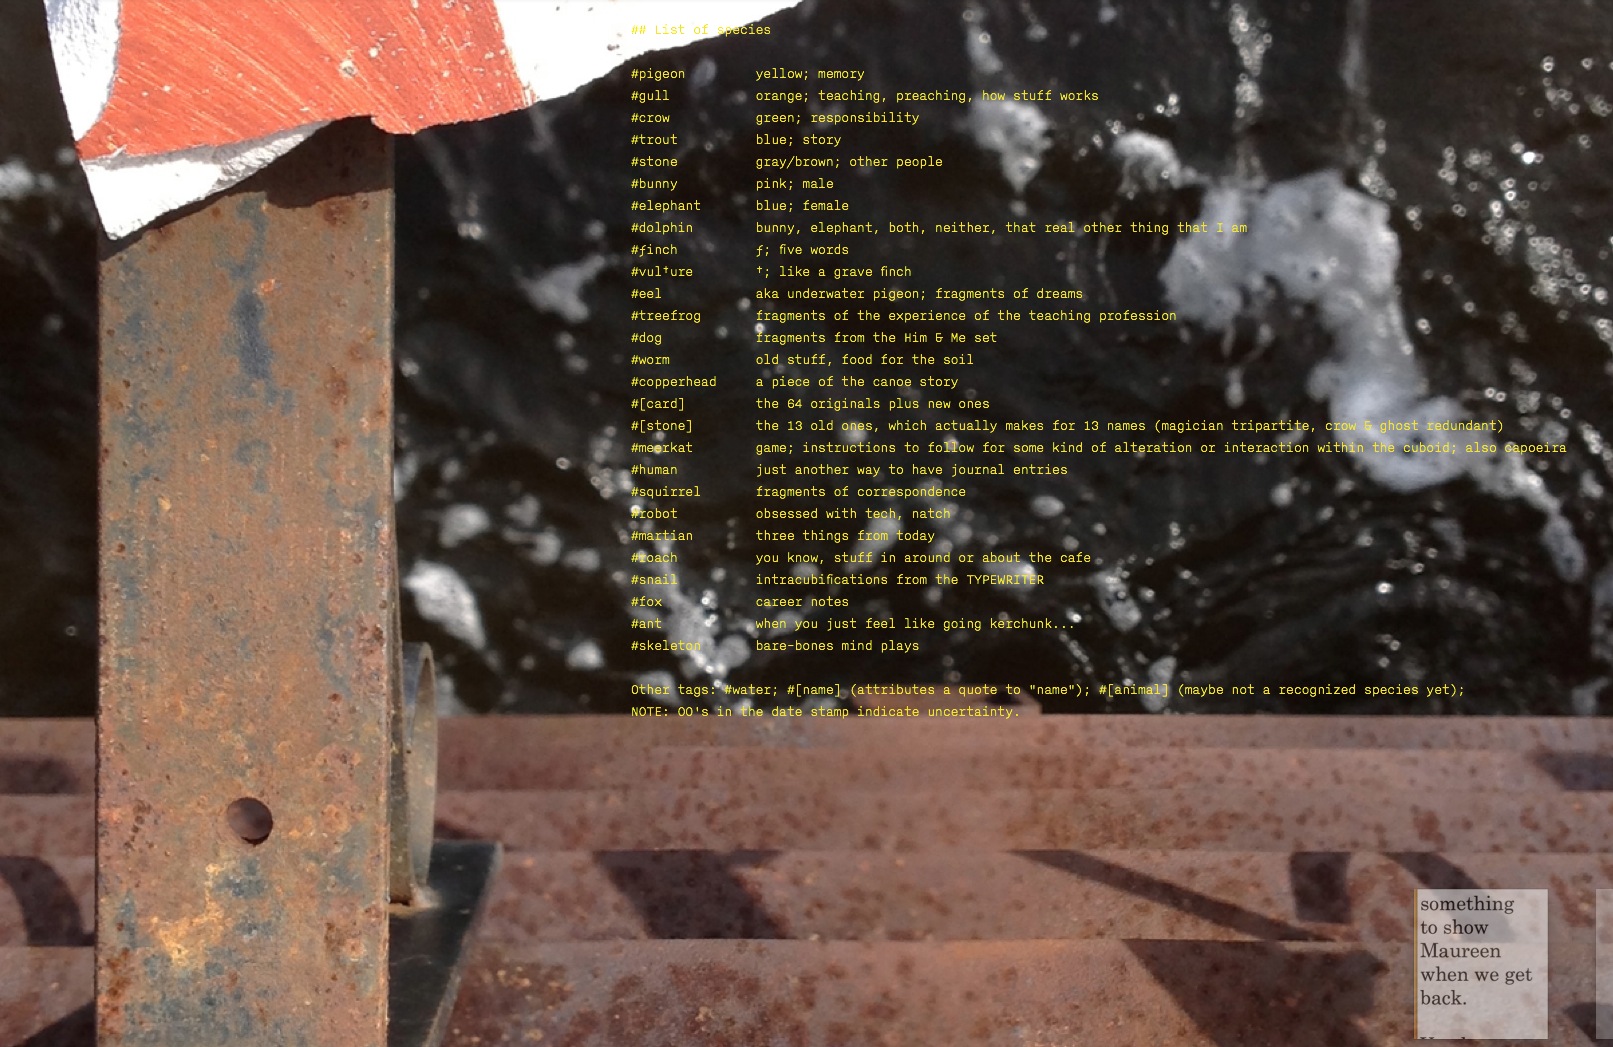 ## List of species
#pigeon yellow; memory
#gull orange; teaching, preaching, how stuff works
#crow green; responsibility
#trout blue; story
#stone gray/brown; other people
#bunny pink; male
#elephant blue; female
#dolphin bunny, elephant, both, neither, that real other thing that I am
#ƒinch ƒ; five words
#vul†ure †; like a grave finch
#eel aka underwater pigeon; fragments of dreams
#treefrog fragments of the experience of the teaching profession
#dog fragments from the Him & Me set
#worm old stuff, food for the soil
#copperhead a piece of the canoe story
#[card] the 64 originals plus new ones
#[stone] the 13 old ones, which actually makes for 13 names (magician tripartite, crow & ghost redundant)
#meerkat game; instructions to follow for some kind of alteration or interaction within the cuboid; also capoeira
#human just another way to have journal entries
#squirrel fragments of correspondence
#robot obsessed with tech, natch
#martian three things from today
#roach you know, stuff in around or about the cafe
#snail intracubifications from the TYPEWRITER
#fox career notes
#ant when you just feel like going kerchunk...
#skeleton bare-bones mind plays
Other tags: #water; #[name] (attributes a quote to "name"); #[animal] (maybe not a recognized species yet);
NOTE: OO's in the date stamp indicate uncertainty.
something
to show
Maureen
when we get
back.